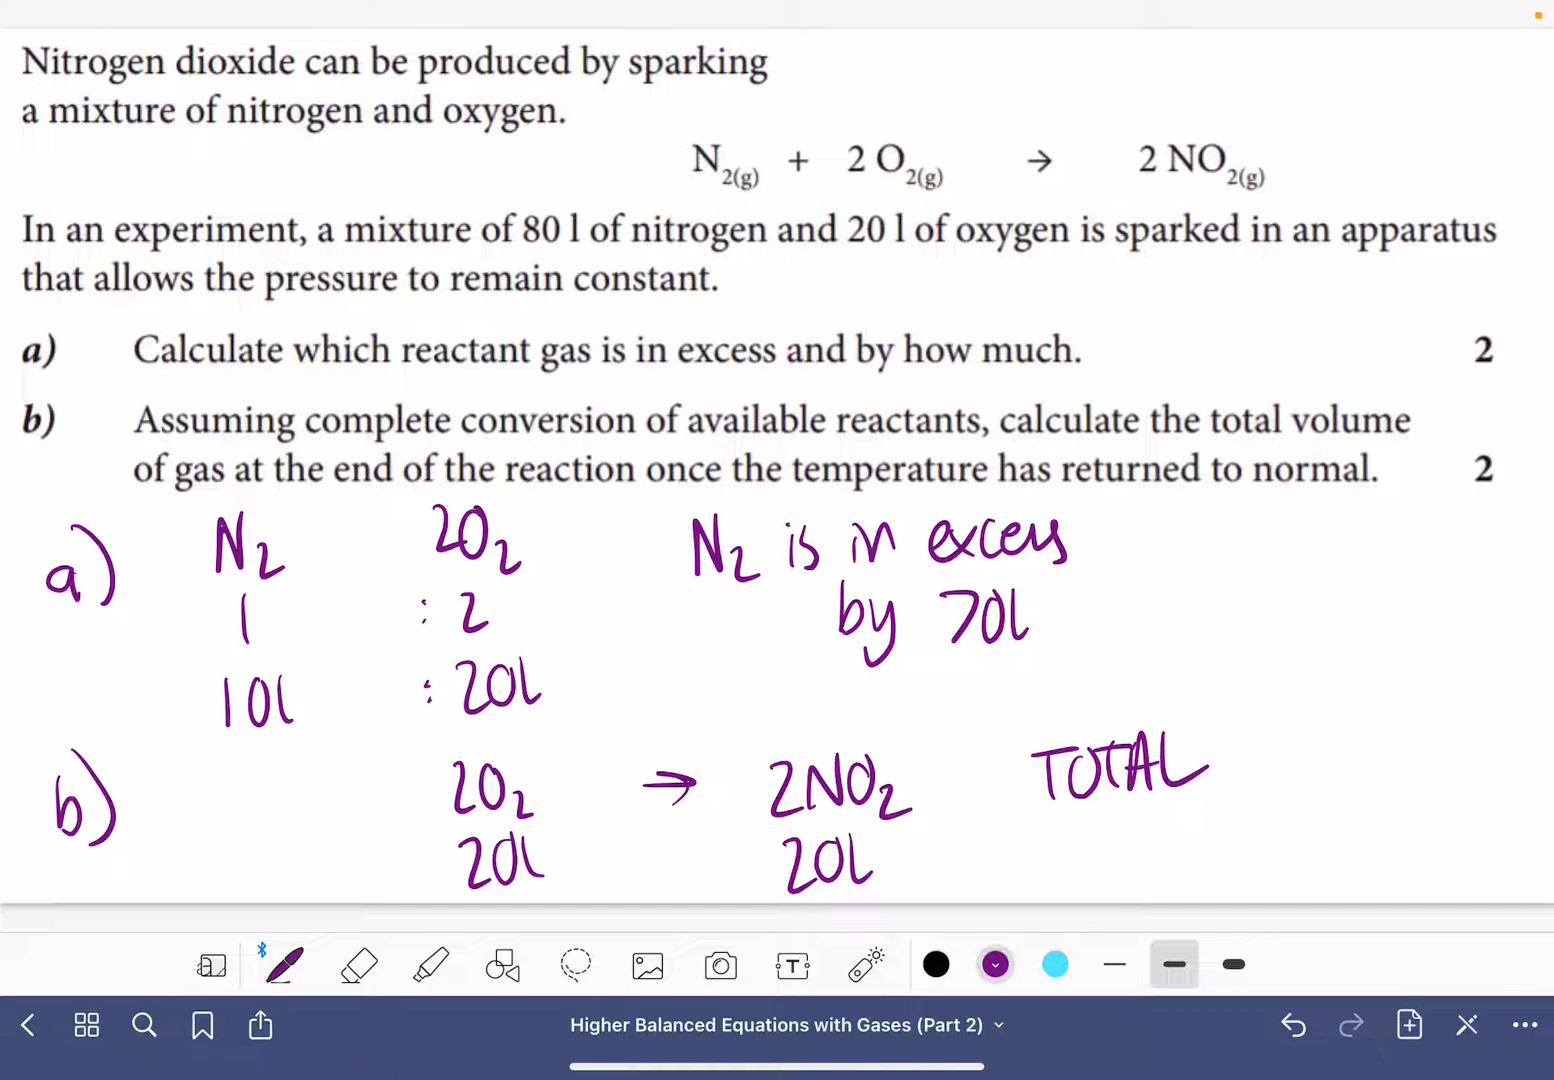 Nitrogen dioxide can be produced by sparking
a mixture of nitrogen and oxygen.
N2(g) + 2 O2(g) → 2 NO2(g)
In an experiment, a mixture of 80 l of nitrogen and 20 l of oxygen is sparked in an apparatus
that allows the pressure to remain constant.
a) Calculate which reactant gas is in excess and by how much. 2
b) Assuming complete conversion of available reactants, calculate the total volume
of gas at the end of the reaction once the temperature has returned to normal. 2
a) N2 2O2 N2 is in excess
1 : 2 by 70l
10l : 20l
b) 2O2 → 2NO2 TOTAL
20l 20l
T
Higher Balanced Equations with Gases (Part 2)